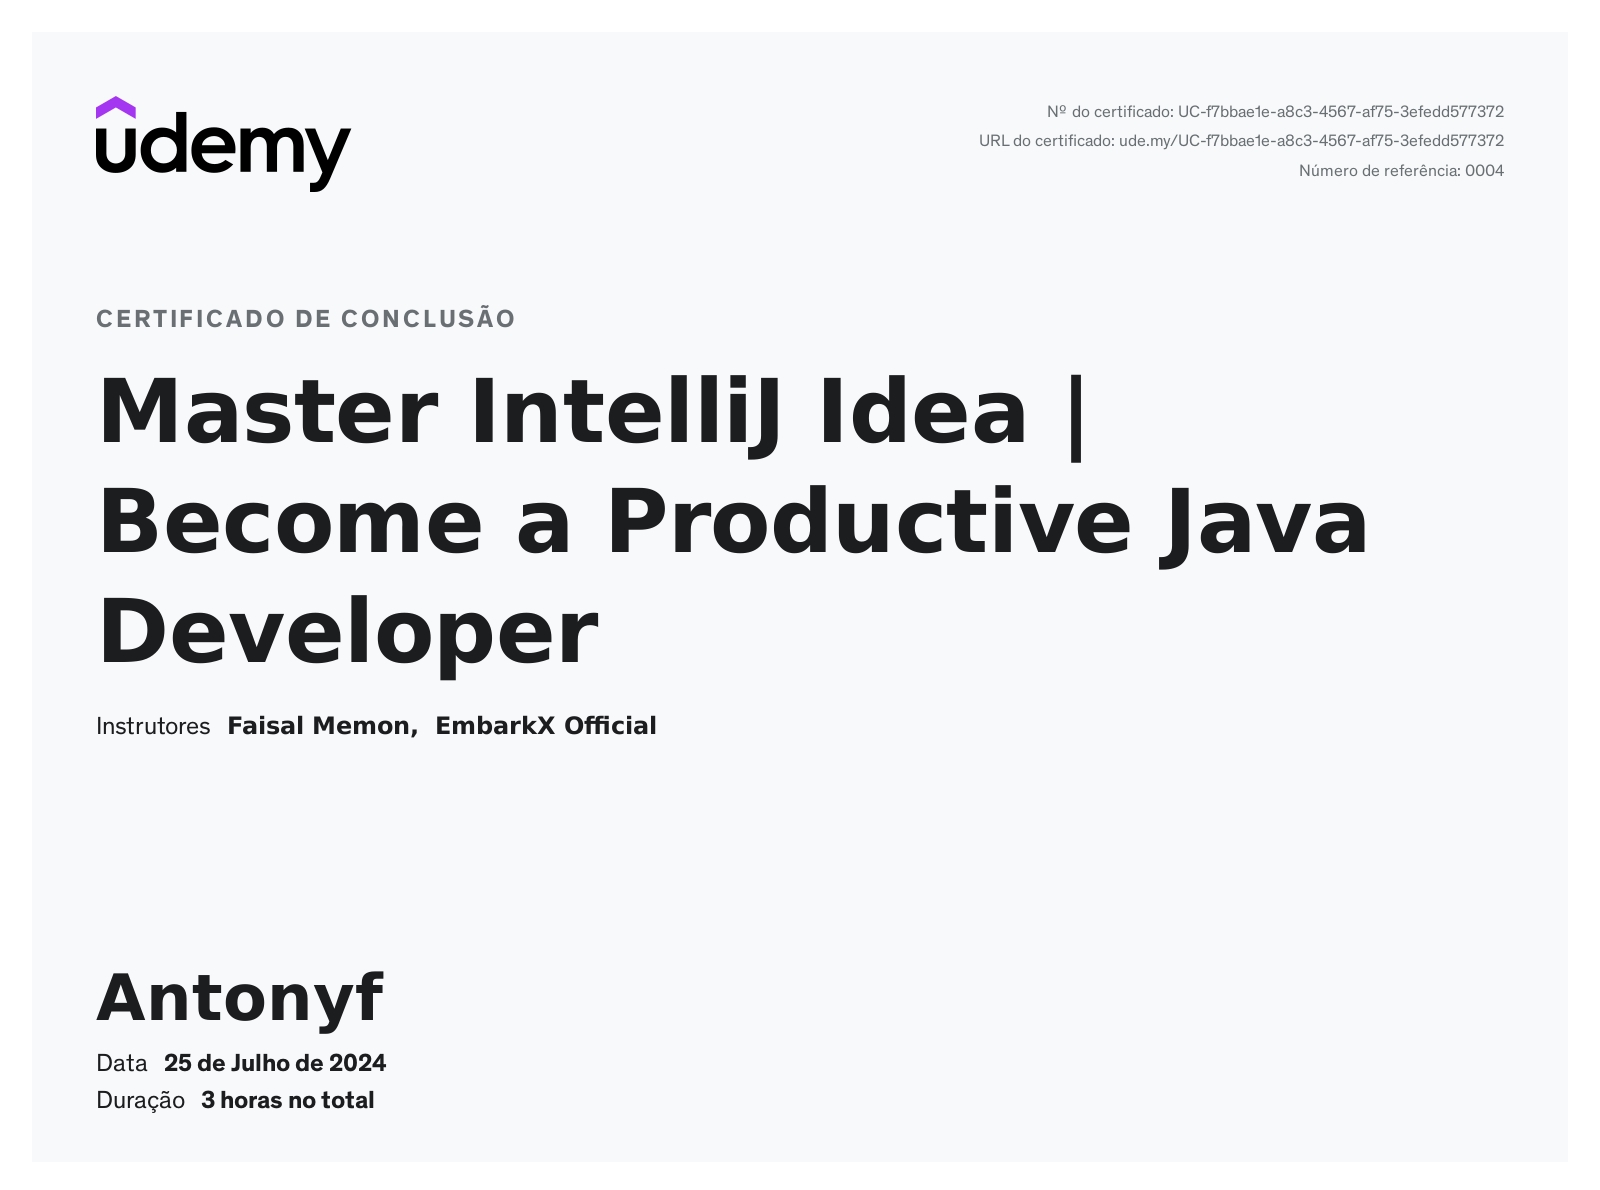 udemy
Nº do certificado: UC-f7bbae1e-a8c3-4567-af75-3efedd577372
URL do certificado: ude.my/UC-f7bbae1e-a8c3-4567-af75-3efedd577372
Número de referência: 0004
CERTIFICADO DE CONCLUSÃO
Master IntelliJ Idea |
Become a Productive Java
Developer
Instrutores Faisal Memon, EmbarkX Official
Antonyf
Data 25 de Julho de 2024
Duração 3 horas no total